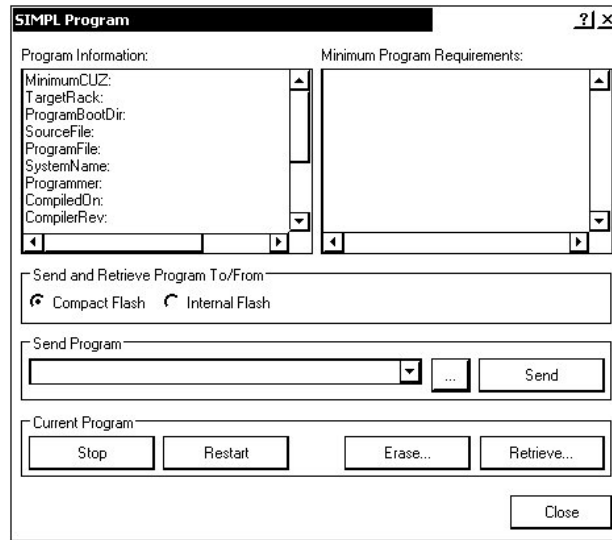 SIMPL Program
Program Information:
Minimum Program Requirements:
MinimumCUZ:
TargetRack:
ProgramBootDir:
SourceFile:
ProgramFile:
SystemName:
Programmer:
CompiledOn:
CompilerRev:
Send and Retrieve Program To/From
Compact Flash Internal Flash
Send Program
... Send
Current Program
Stop Restart Erase... Retrieve...
Close